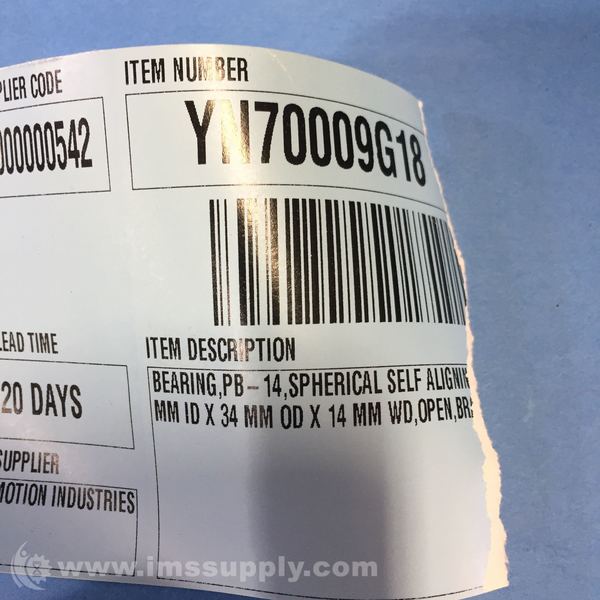 PLIER CODE
ITEM NUMBER
000000542
YN70009G18
LEAD TIME
ITEM DESCRIPTION
20 DAYS
BEARING,PB-14,SPHERICAL SELF ALIGNIN
MM ID X 34 MM OD X 14 MM WD,OPEN,BR
SUPPLIER
MOTION INDUSTRIES
www.imssupply.com